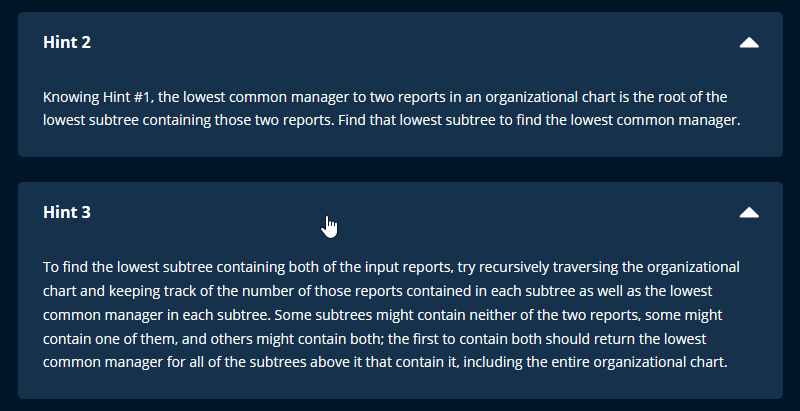 Hint 2
Knowing Hint #1, the lowest common manager to two reports in an organizational chart is the root of the
lowest subtree containing those two reports. Find that lowest subtree to find the lowest common manager.
Hint 3
To find the lowest subtree containing both of the input reports, try recursively traversing the organizational
chart and keeping track of the number of those reports contained in each subtree as well as the lowest
common manager in each subtree. Some subtrees might contain neither of the two reports, some might
contain one of them, and others might contain both; the first to contain both should return the lowest
common manager for all of the subtrees above it that contain it, including the entire organizational chart.